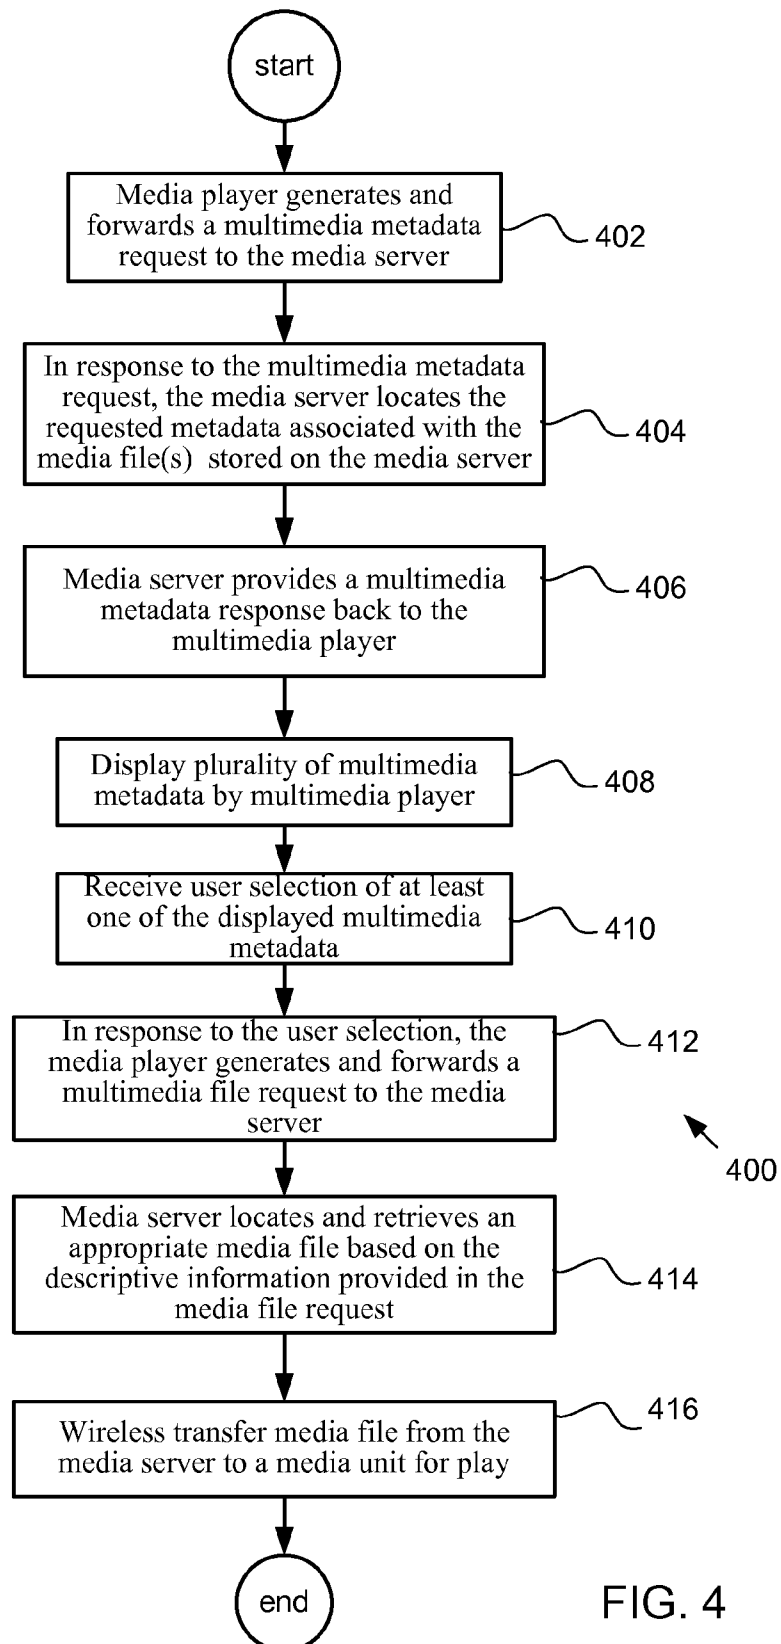 start
Media player generates and
forwards a multimedia metadata
request to the media server
402
In response to the multimedia metadata
request, the media server locates the
requested metadata associated with the
media file(s) stored on the media server
404
Media server provides a multimedia
metadata response back to the
multimedia player
406
Display plurality of multimedia
metadata by multimedia player
408
Receive user selection of at least
one of the displayed multimedia
metadata
410
In response to the user selection, the
media player generates and forwards a
multimedia file request to the media
server
412
400
Media server locates and retrieves an
appropriate media file based on the
descriptive information provided in the
media file request
414
Wireless transfer media file from the
media server to a media unit for play
416
end
FIG. 4